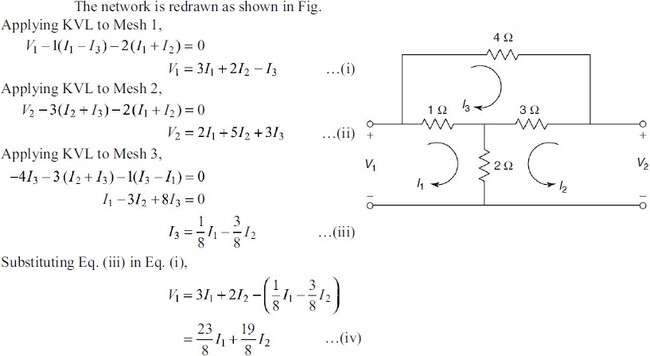 The network is redrawn as shown in Fig.
Applying KVL to Mesh 1,
V₁ − 1(I₁ − I₃) − 2(I₁ + I₂) = 0
V₁ = 3I₁ + 2I₂ − I₃ …(i)
Applying KVL to Mesh 2,
V₂ − 3(I₂ + I₃) − 2(I₁ + I₂) = 0
V₂ = 2I₁ + 5I₂ + 3I₃ …(ii)
Applying KVL to Mesh 3,
−4I₃ − 3(I₂ + I₃) − 1(I₃ − I₁) = 0
I₁ − 3I₂ + 8I₃ = 0
I₃ = 1/8 I₁ − 3/8 I₂ …(iii)
Substituting Eq. (iii) in Eq. (i),
V₁ = 3I₁ + 2I₂ − (1/8 I₁ − 3/8 I₂)
= 23/8 I₁ + 19/8 I₂ …(iv)
4 Ω
I₃
1 Ω
3 Ω
+
+
V₁
2 Ω
V₂
I₁
I₂
−
−